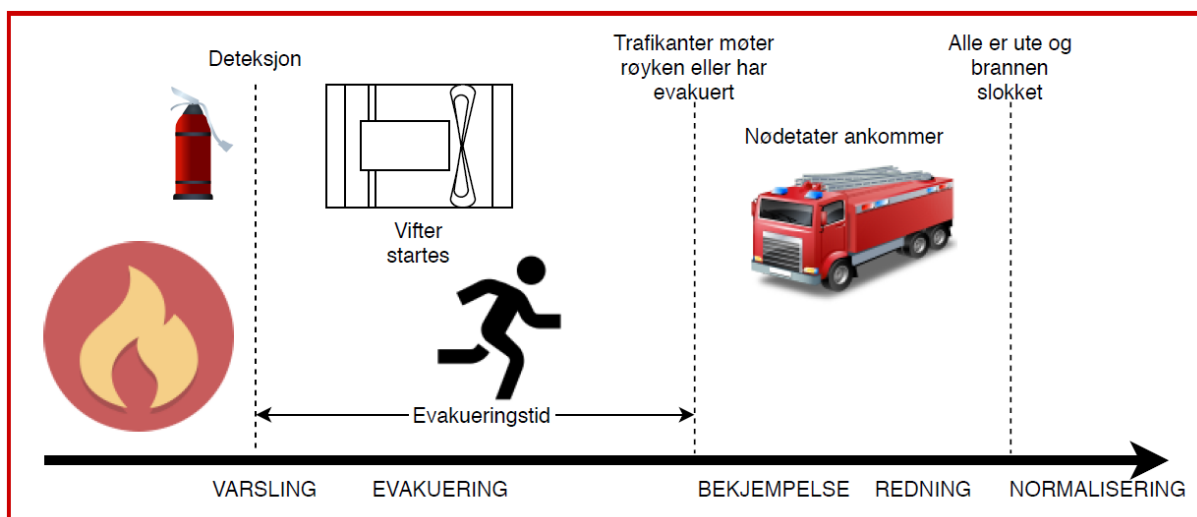 Deteksjon
Vifter
startes
Trafikanter møter
røyken eller har
evakuert
Nødetater ankommer
Alle er ute og
brannen
slokket
Evakueringstid
VARSLING EVAKUERING BEKJEMPELSE REDNING NORMALISERING